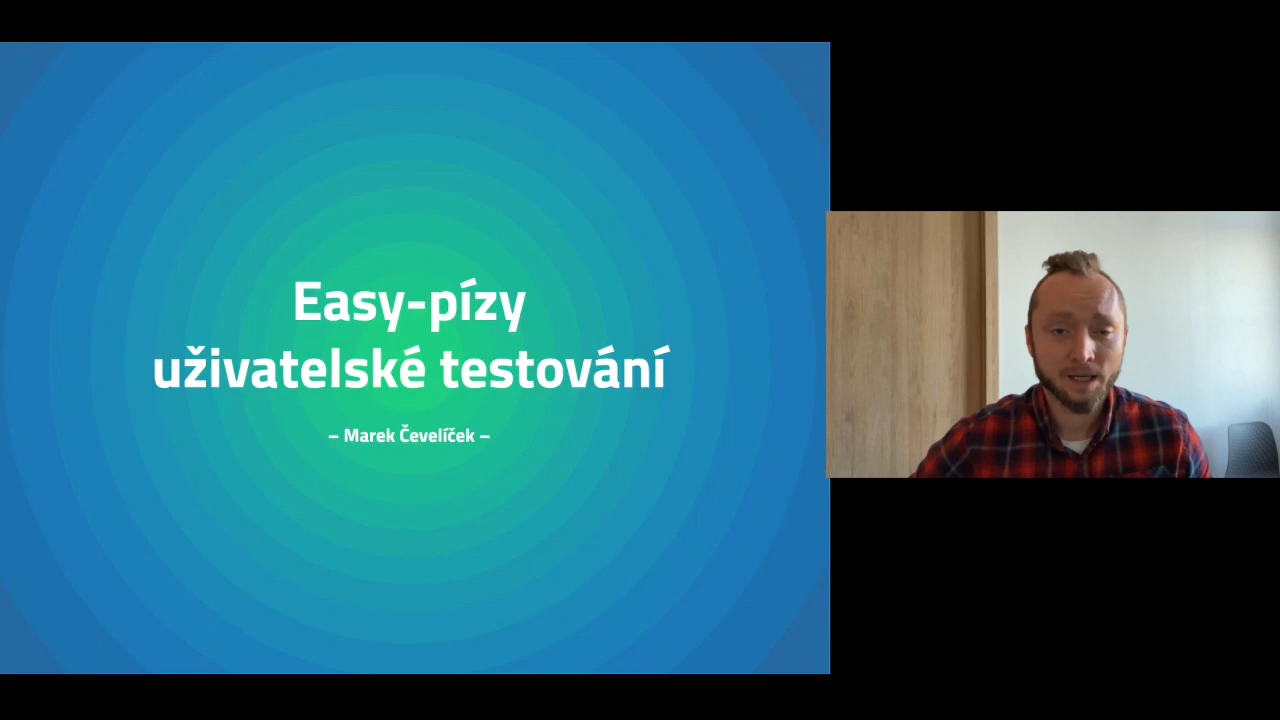 Easy-pízy
uživatelské testování
– Marek Čevelíček –